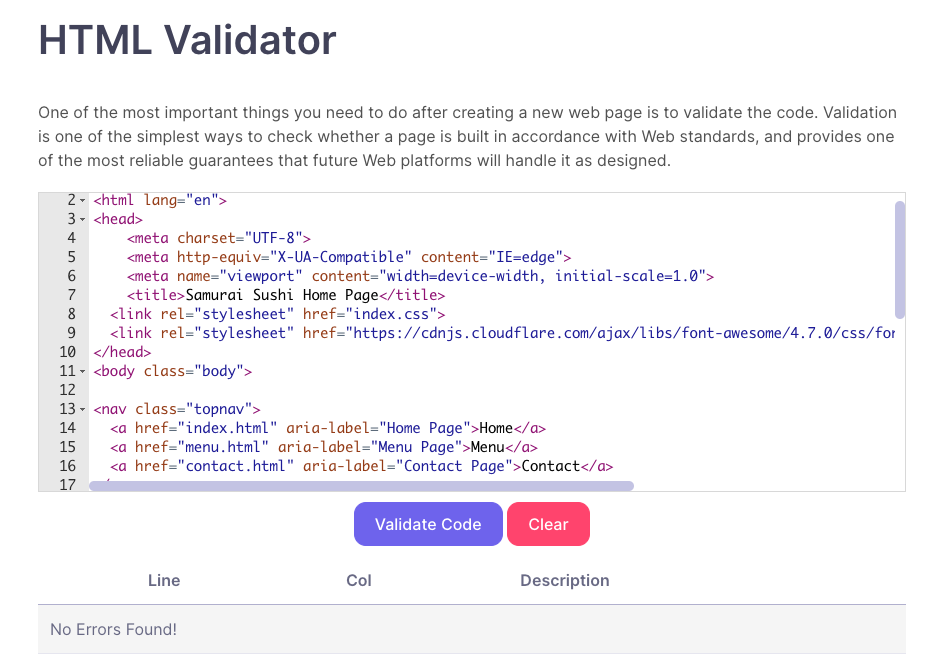 HTML Validator
One of the most important things you need to do after creating a new web page is to validate the code. Validation
is one of the simplest ways to check whether a page is built in accordance with Web standards, and provides one
of the most reliable guarantees that future Web platforms will handle it as designed.
2 <html lang="en">
3 <head>
4 <meta charset="UTF-8">
5 <meta http-equiv="X-UA-Compatible" content="IE=edge">
6 <meta name="viewport" content="width=device-width, initial-scale=1.0">
7 <title>Samurai Sushi Home Page</title>
8 <link rel="stylesheet" href="index.css">
9 <link rel="stylesheet" href="https://cdnjs.cloudflare.com/ajax/libs/font-awesome/4.7.0/css/for
10 </head>
11 <body class="body">
12
13 <nav class="topnav">
14 <a href="index.html" aria-label="Home Page">Home</a>
15 <a href="menu.html" aria-label="Menu Page">Menu</a>
16 <a href="contact.html" aria-label="Contact Page">Contact</a>
17
Validate Code Clear
Line Col Description
No Errors Found!